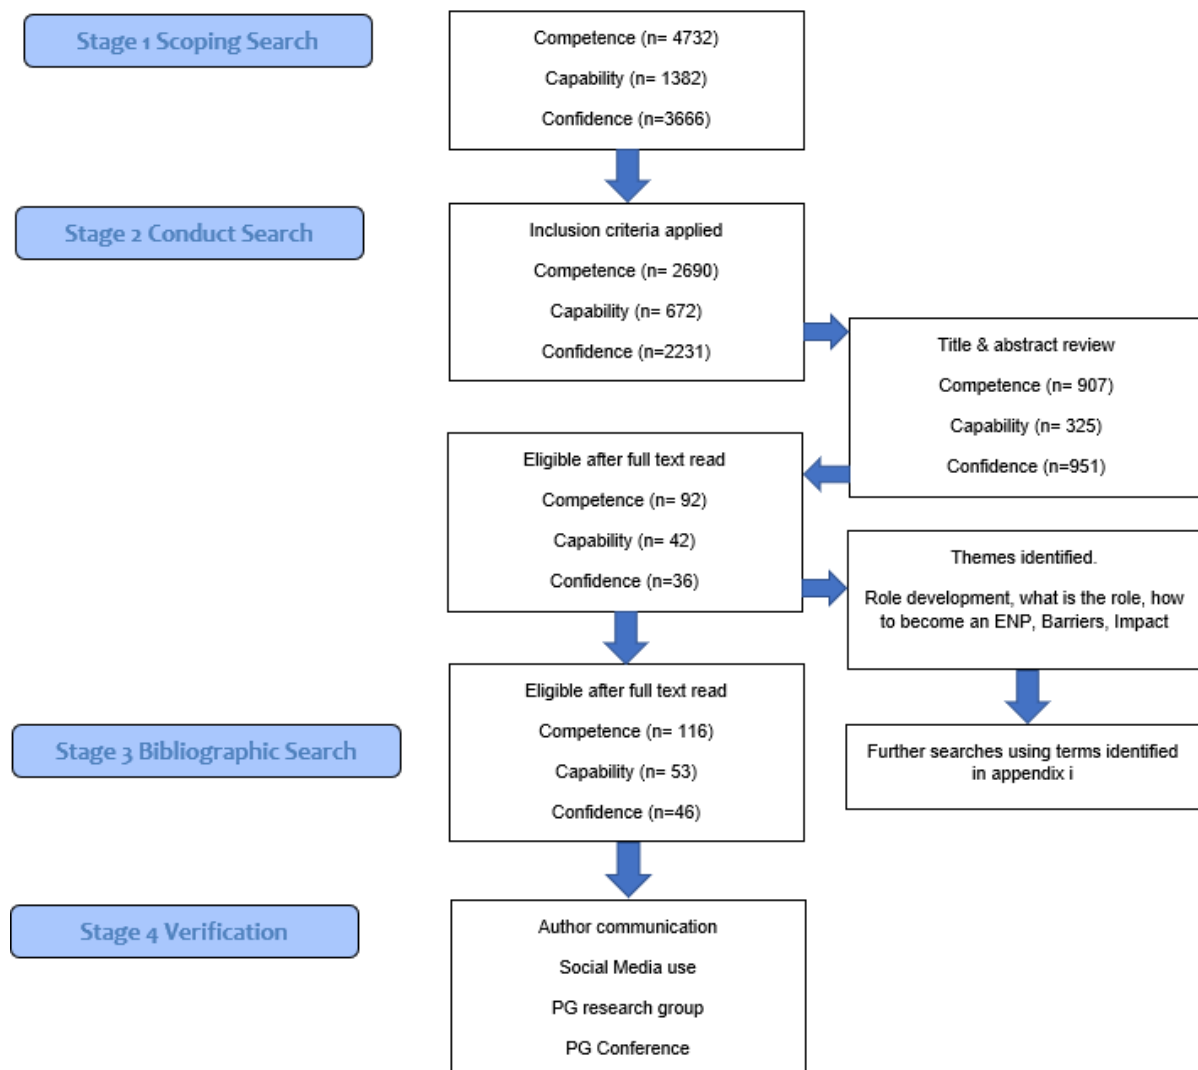 Stage 1 Scoping Search
Competence (n= 4732)
Capability (n= 1382)
Confidence (n=3666)
Stage 2 Conduct Search
Inclusion criteria applied
Competence (n= 2690)
Capability (n= 672)
Confidence (n=2231)
Title & abstract review
Competence (n= 907)
Capability (n= 325)
Confidence (n=951)
Eligible after full text read
Competence (n= 92)
Capability (n= 42)
Confidence (n=36)
Themes identified.
Role development, what is the role, how
to become an ENP, Barriers, Impact
Further searches using terms identified
in appendix i
Stage 3 Bibliographic Search
Eligible after full text read
Competence (n= 116)
Capability (n= 53)
Confidence (n=46)
Stage 4 Verification
Author communication
Social Media use
PG research group
PG Conference